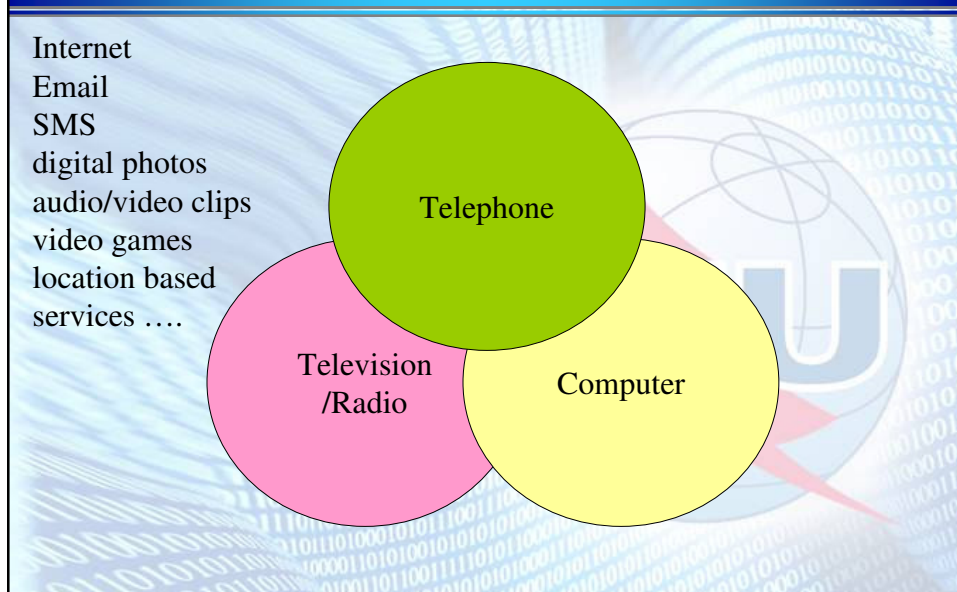 Internet
Email
SMS
digital photos
audio/video clips
video games
location based
services ….
Telephone
Television
/Radio
Computer
U